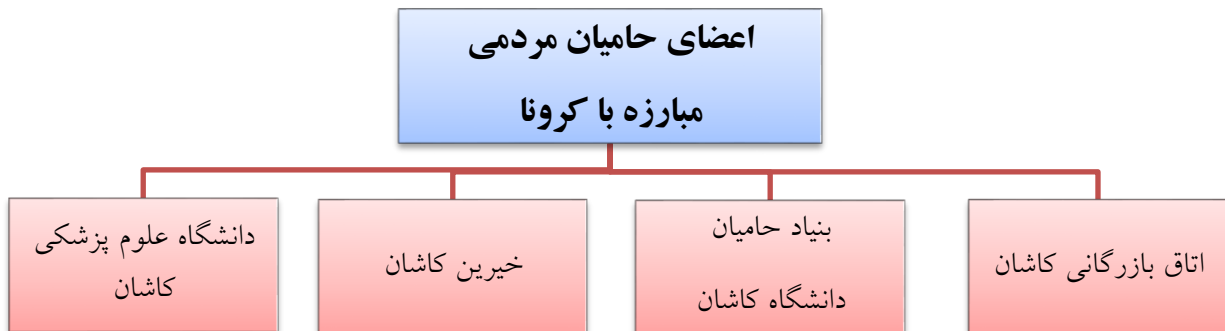 اعضای حامیان مردمی
مبارزه با کرونا
اتاق بازرگانی کاشان
بنیاد حامیان
دانشگاه کاشان
خیرین کاشان
دانشگاه علوم پزشکی
کاشان